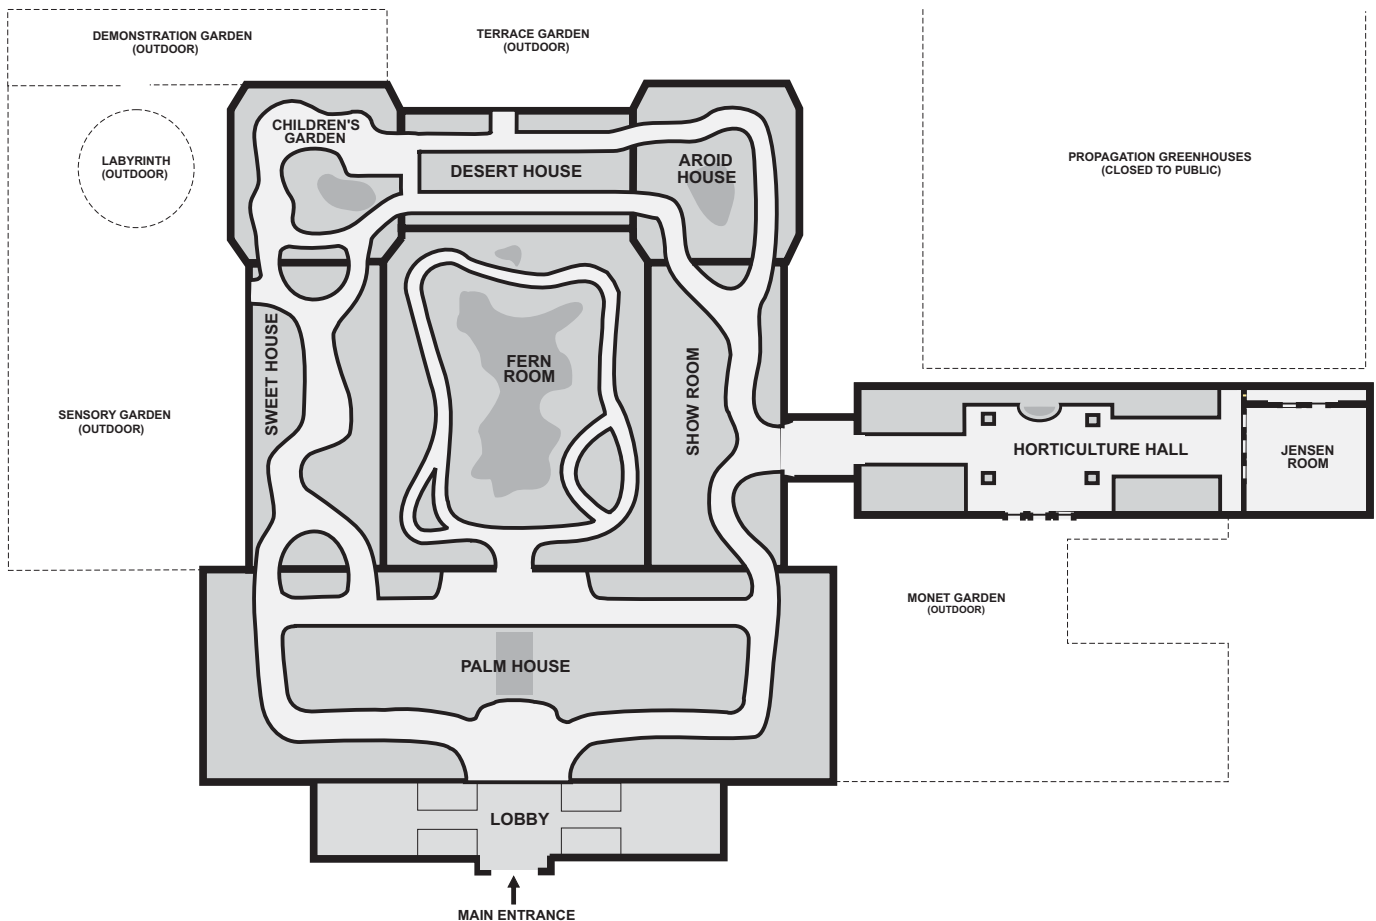 DEMONSTRATION GARDEN
(OUTDOOR)
TERRACE GARDEN
(OUTDOOR)
CHILDREN'S
GARDEN
LABYRINTH
(OUTDOOR)
DESERT HOUSE
AROID
HOUSE
PROPAGATION GREENHOUSES
(CLOSED TO PUBLIC)
SWEET HOUSE
FERN
ROOM
SHOW ROOM
SENSORY GARDEN
(OUTDOOR)
HORTICULTURE HALL
JENSEN
ROOM
MONET GARDEN
(OUTDOOR)
PALM HOUSE
LOBBY
MAIN ENTRANCE